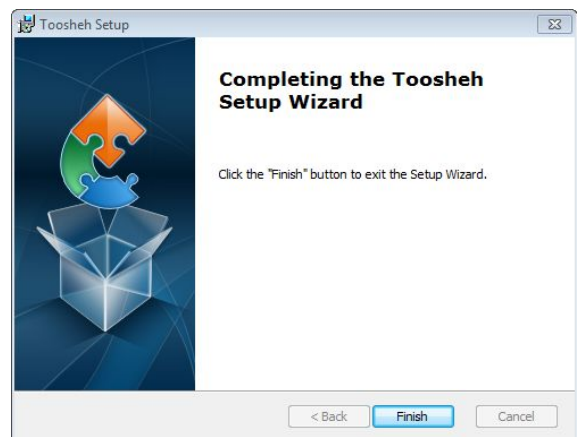 Toosheh Setup
Completing the Toosheh
Setup Wizard
Click the "Finish" button to exit the Setup Wizard.
< Back Finish Cancel